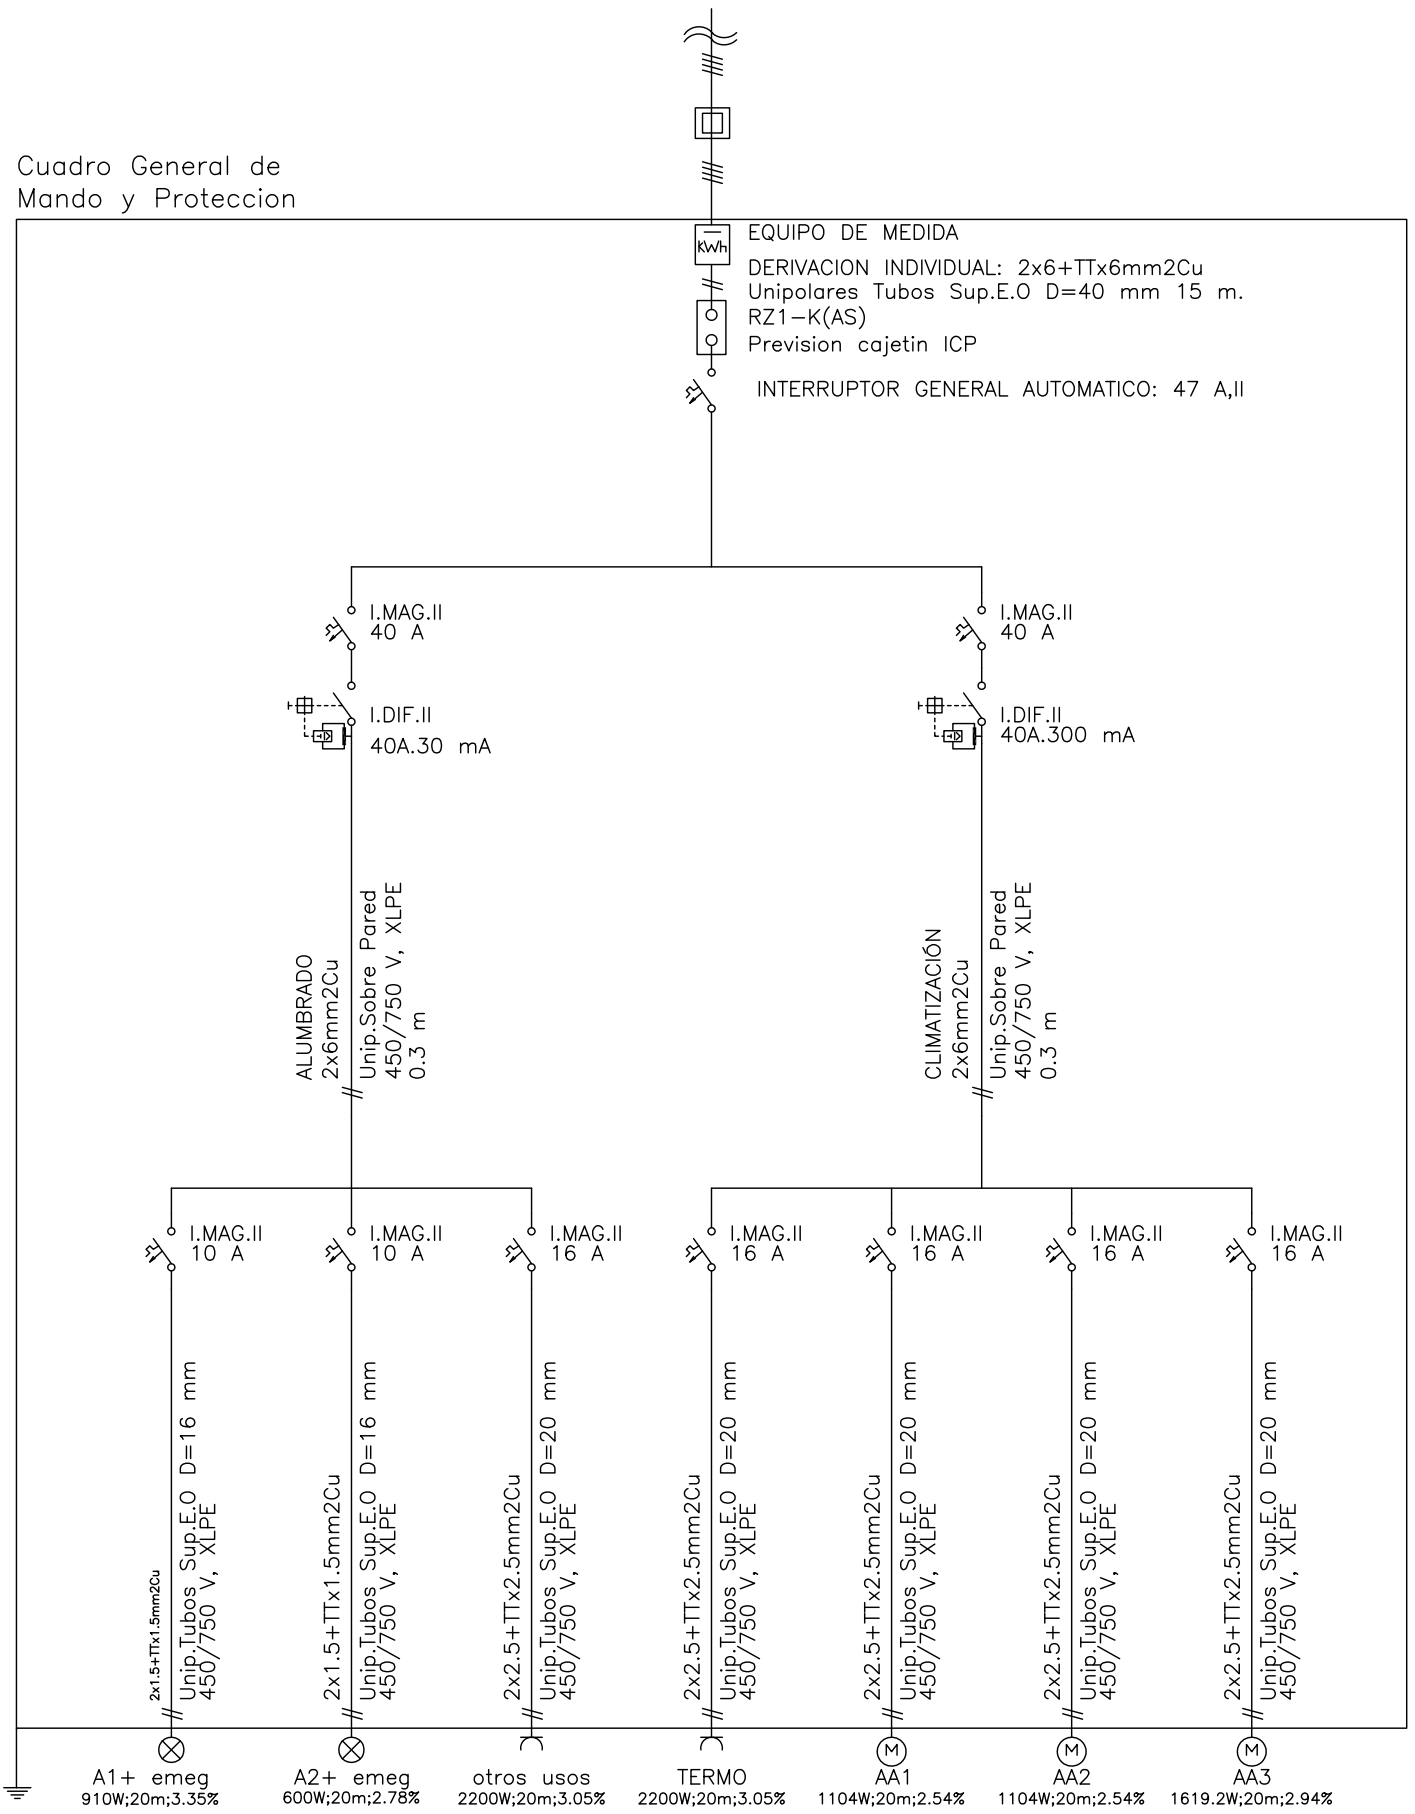 Cuadro General de
Mando y Proteccion
KWh
EQUIPO DE MEDIDA
DERIVACION INDIVIDUAL: 2x6+TTx6mm2Cu
Unipolares Tubos Sup.E.O D=40 mm 15 m.
RZ1-K(AS)
Prevision cajetin ICP
INTERRUPTOR GENERAL AUTOMATICO: 47 A,II
I.MAG.II
40 A
I.DIF.II
40A.30 mA
I.MAG.II
40 A
I.DIF.II
40A.300 mA
ALUMBRADO
2x6mm2Cu
Unip.Sobre Pared
450/750 V, XLPE
0.3 m
CLIMATIZACIÓN
2x6mm2Cu
Unip.Sobre Pared
450/750 V, XLPE
0.3 m
I.MAG.II
10 A
I.MAG.II
10 A
I.MAG.II
16 A
I.MAG.II
16 A
I.MAG.II
16 A
I.MAG.II
16 A
I.MAG.II
16 A
2x1.5+TTx1.5mm2Cu
Unip.Tubos Sup.E.O D=16 mm
450/750 V, XLPE
2x1.5+TTx1.5mm2Cu
Unip.Tubos Sup.E.O D=16 mm
450/750 V, XLPE
2x2.5+TTx2.5mm2Cu
Unip.Tubos Sup.E.O D=20 mm
450/750 V, XLPE
2x2.5+TTx2.5mm2Cu
Unip.Tubos Sup.E.O D=20 mm
450/750 V, XLPE
2x2.5+TTx2.5mm2Cu
Unip.Tubos Sup.E.O D=20 mm
450/750 V, XLPE
2x2.5+TTx2.5mm2Cu
Unip.Tubos Sup.E.O D=20 mm
450/750 V, XLPE
2x2.5+TTx2.5mm2Cu
Unip.Tubos Sup.E.O D=20 mm
450/750 V, XLPE
A1+ emeg
910W;20m;3.35%
A2+ emeg
600W;20m;2.78%
otros usos
2200W;20m;3.05%
TERMO
2200W;20m;3.05%
M
AA1
1104W;20m;2.54%
M
AA2
1104W;20m;2.54%
M
AA3
1619.2W;20m;2.94%